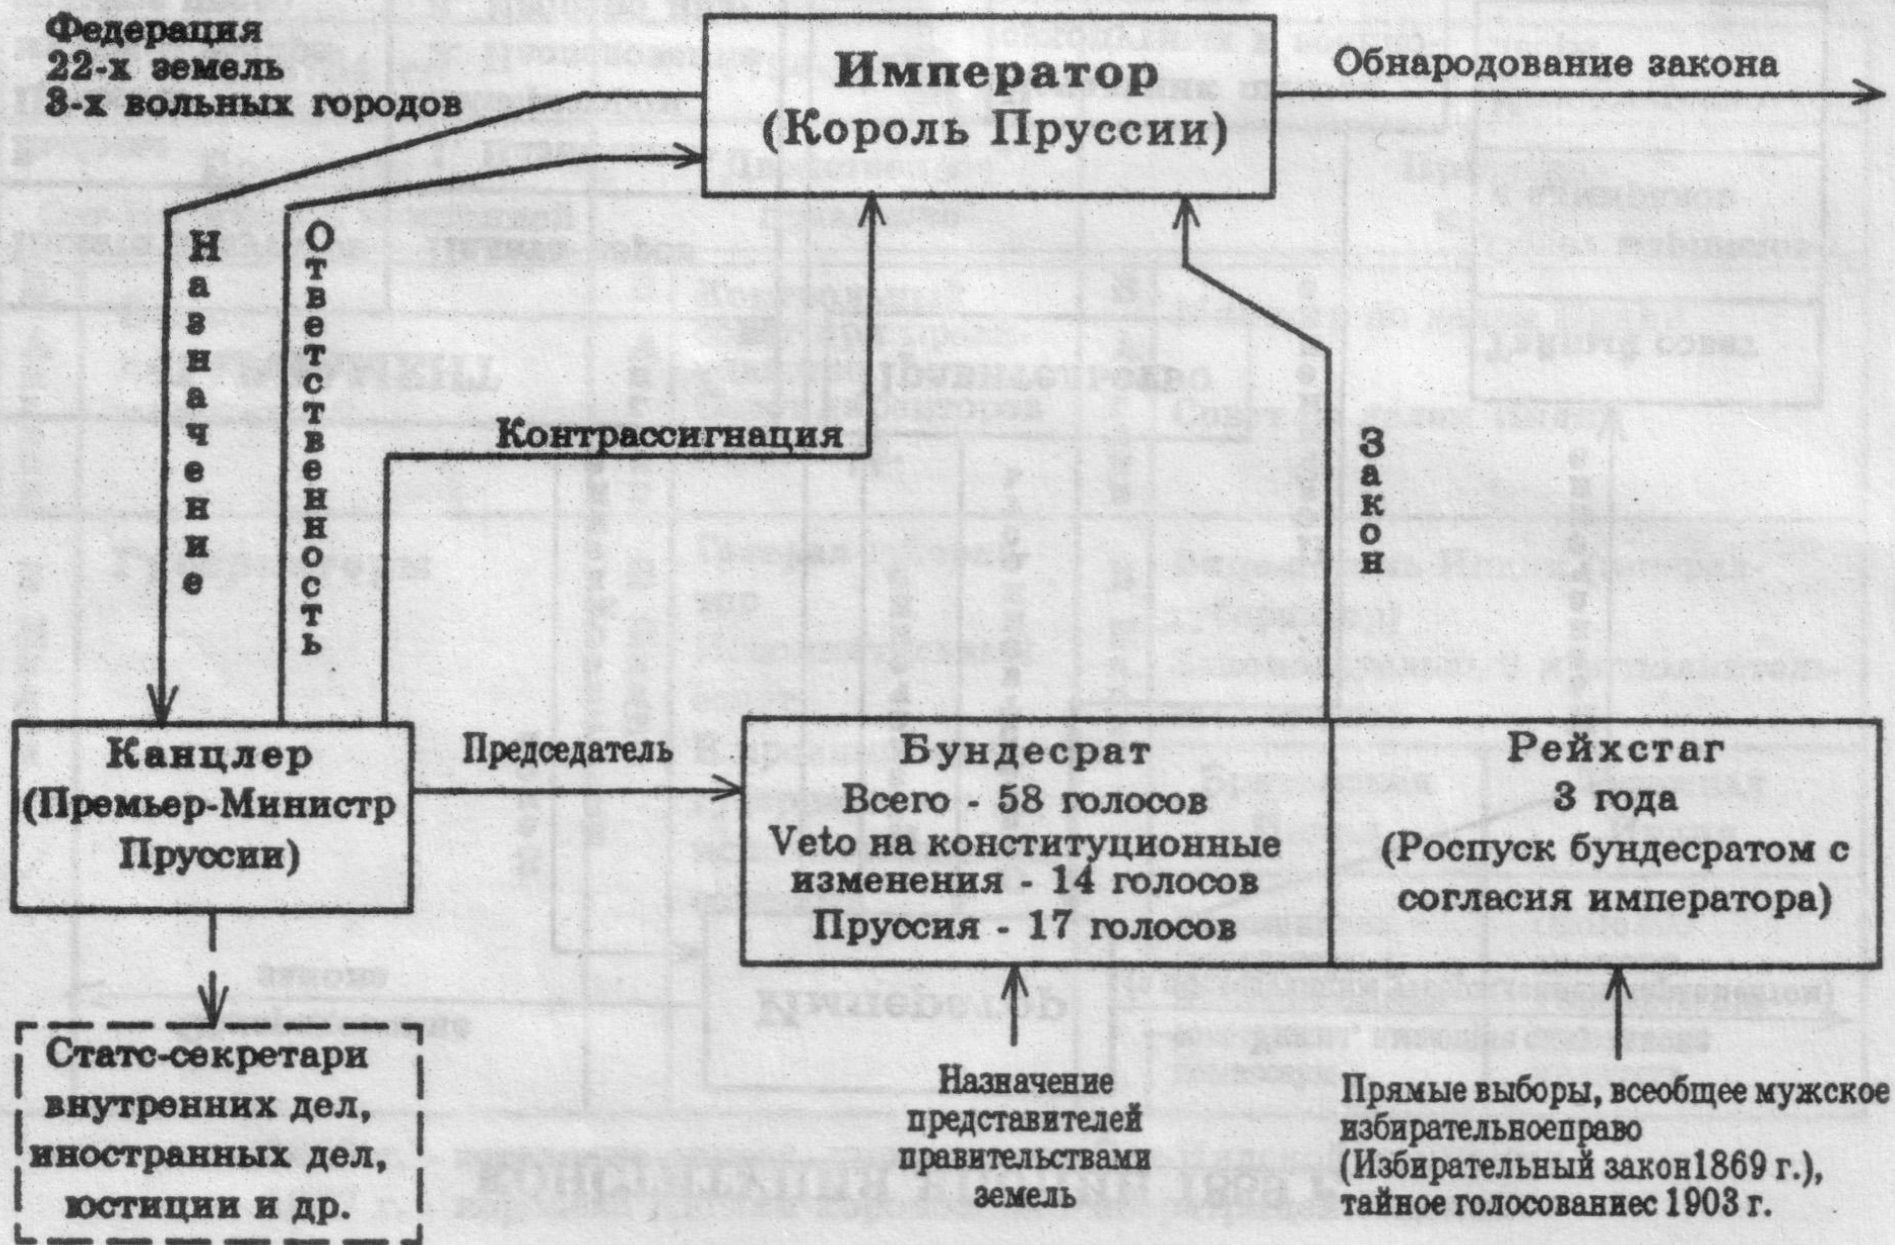 Федерация
22-х земель
3-х вольных городов
Император
(Король Пруссии)
Обнародование закона
Назначение
Ответственность
Контрассигнация
Закон
Канцлер
(Премьер-Министр
Пруссии)
Председатель
Бундесрат
Всего - 58 голосов
Veto на конституционные
изменения - 14 голосов
Пруссия - 17 голосов
Рейхстаг
3 года
(Роспуск бундесратом с
согласия императора)
Статс-секретари
внутренних дел,
иностранных дел,
юстиции и др.
Назначение
представителей
правительствами
земель
Прямые выборы, всеобщее мужское
избирательноеправо
(Избирательный закон1869 г.),
тайное голосованиес 1903 г.